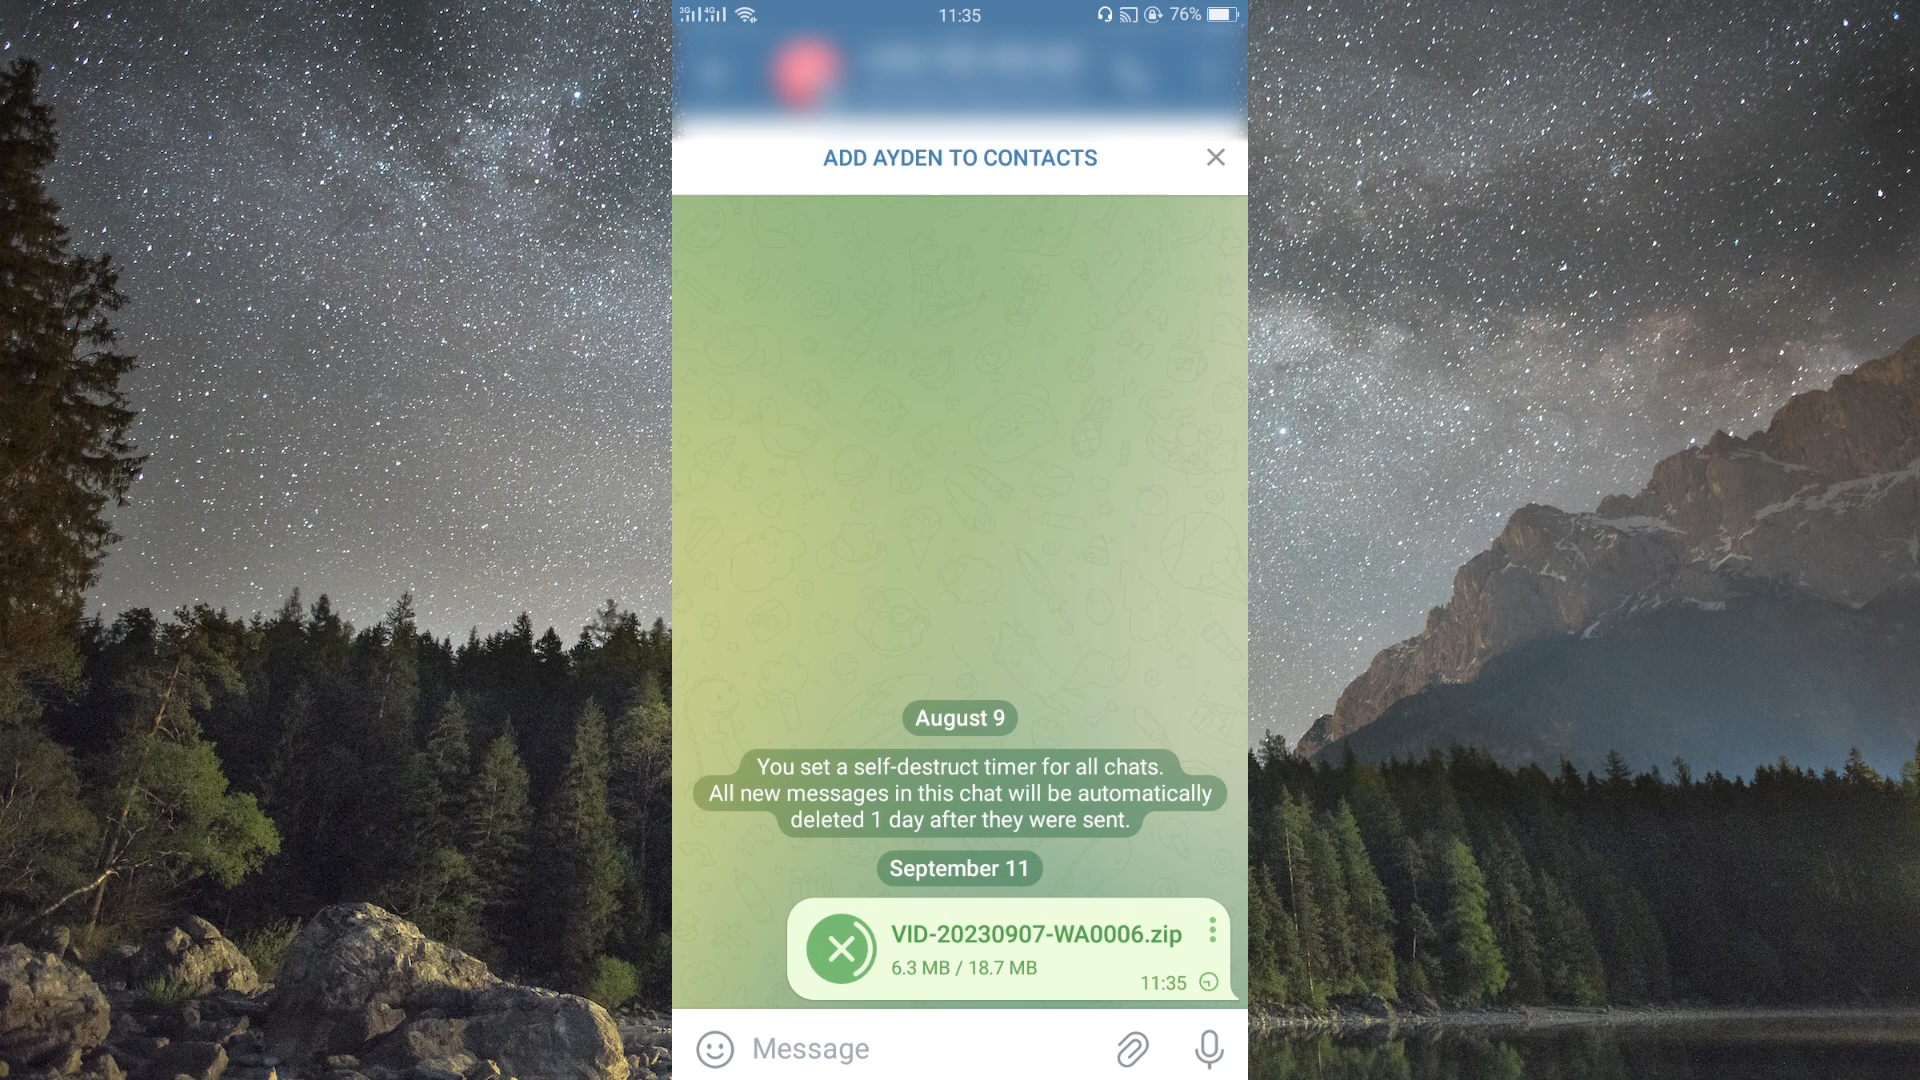 3G 4G 11:35 76%
ADD AYDEN TO CONTACTS
August 9
You set a self-destruct timer for all chats.
All new messages in this chat will be automatically
deleted 1 day after they were sent.
September 11
VID-20230907-WA0006.zip
6.3 MB / 18.7 MB
11:35
Message